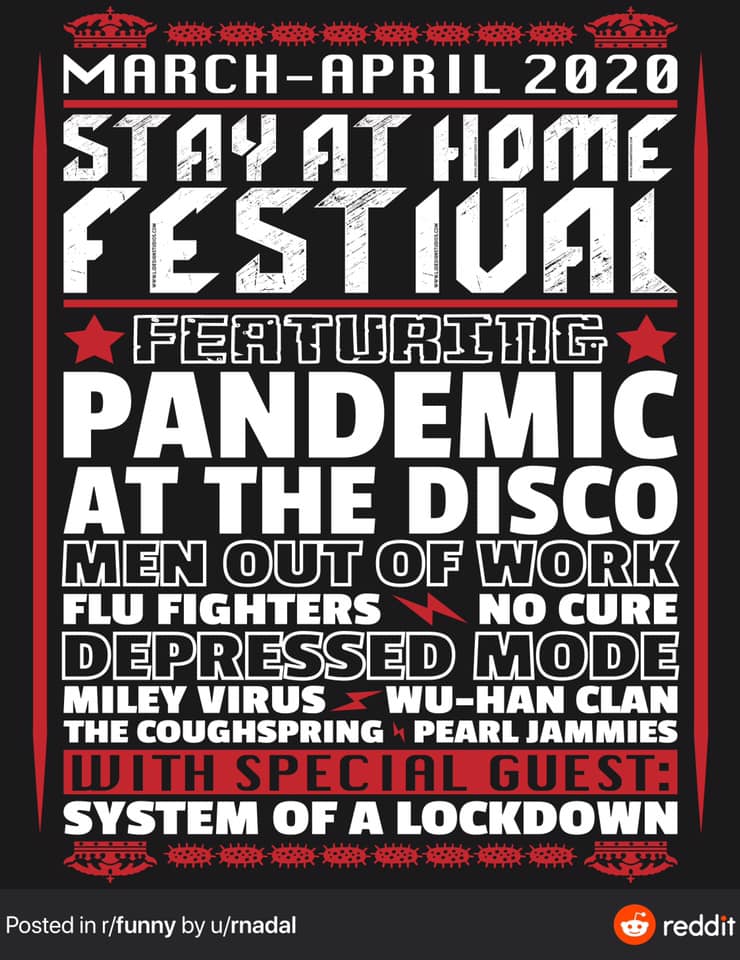 MARCH-APRIL 2020
STAY AT HOME
FESTIVAL
FEATURING
PANDEMIC
AT THE DISCO
MEN OUT OF WORK
FLU FIGHTERS NO CURE
DEPRESSED MODE
MILEY VIRUS WU-HAN CLAN
THE COUGHSPRING PEARL JAMMIES
WITH SPECIAL GUEST:
SYSTEM OF A LOCKDOWN
Posted in r/funny by u/rnadal
reddit